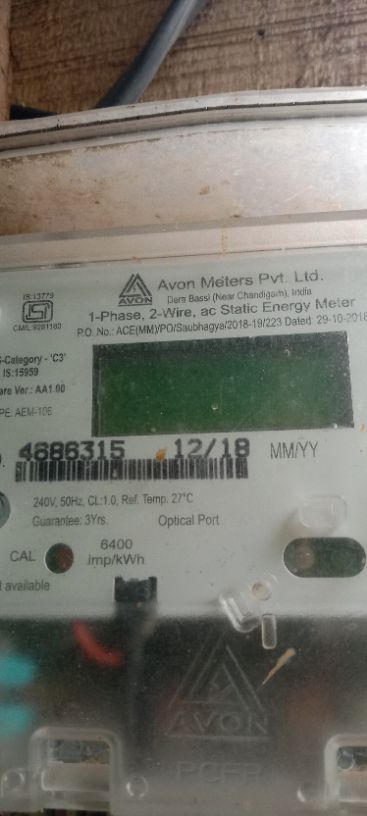 IS:13779
CM/L:9281180
AVON
Avon Meters Pvt. Ltd.
Dera Bassi (Near Chandigarh), India
1-Phase, 2-Wire, ac Static Energy Meter
P.O. No.: ACE(MM)/PO/Saubhagya/2018-19/223 Dated 29-10-2018
-Category - 'C3'
IS:15959
are Ver.: AA1.00
PE: AEM-106
4686315 12/18 MM/YY
240V, 50Hz, CL:1.0, Ref. Temp. 27°C
Guarantee: 3Yrs. Optical Port
CAL 6400
imp/kWh
t available
AVON